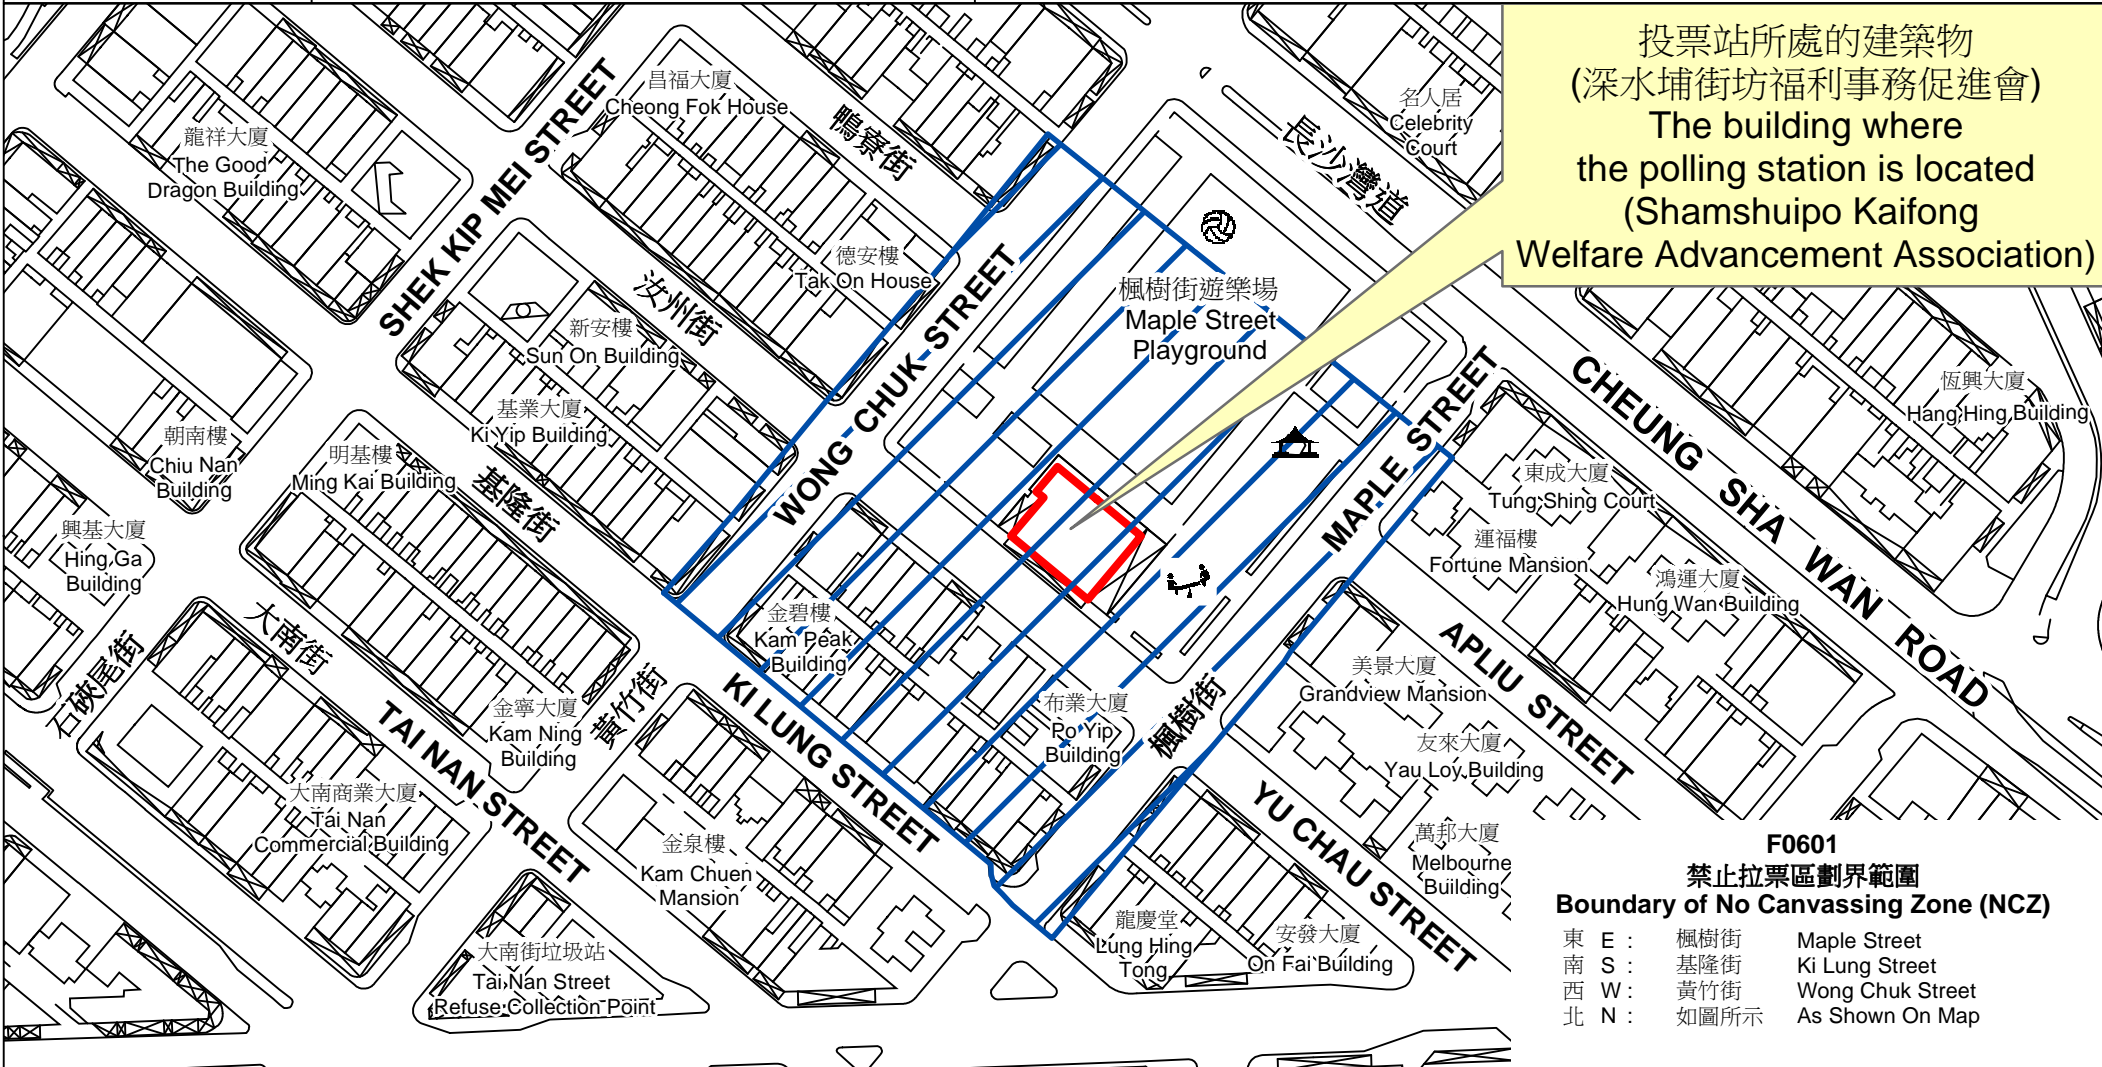 投票站所處的建築物
(深水埔街坊福利事務促進會)
The building where
the polling station is located
(Shamshuipo Kaifong
Welfare Advancement Association)
昌福大廈
Cheong Fok House
鴨寮街
名人居
Celebrity
Court
長沙灣道
龍祥大廈
The Good
Dragon Building
SHEK KIP MEI STREET
德安樓
Tak On House
汝州街
新安樓
Sun On Building
WONG CHUK STREET
楓樹街遊樂場
Maple Street
Playground
MAPLE STREET
CHEUNG SHA WAN ROAD
恆興大廈
Hang Hing Building
基業大廈
Ki Yip Building
朝南樓
Chiu Nan
Building
明基樓
Ming Kai Building
基隆街
東成大廈
Tung Shing Court
運福樓
Fortune Mansion
鴻運大廈
Hung Wan Building
興基大廈
Hing Ga
Building
大南街
石硤尾街
金碧樓
Kam Peak
Building
黃竹街
KI LUNG STREET
金寧大廈
Kam Ning
Building
TAI NAN STREET
布業大廈
Po Yip
Building
楓樹街
美景大廈
Grandview Mansion
APLIU STREET
友來大廈
Yau Loy Building
YU CHAU STREET
大南商業大廈
Tai Nan
Commercial Building
金泉樓
Kam Chuen
Mansion
萬邦大廈
Melbourne
Building
龍慶堂
Lung Hing
Tong
安發大廈
On Fai Building
大南街垃圾站
Tai Nan Street
Refuse Collection Point
F0601
禁止拉票區劃界範圍
Boundary of No Canvassing Zone (NCZ)
東 E : 楓樹街 Maple Street
南 S : 基隆街 Ki Lung Street
西 W : 黃竹街 Wong Chuk Street
北 N : 如圖所示 As Shown On Map